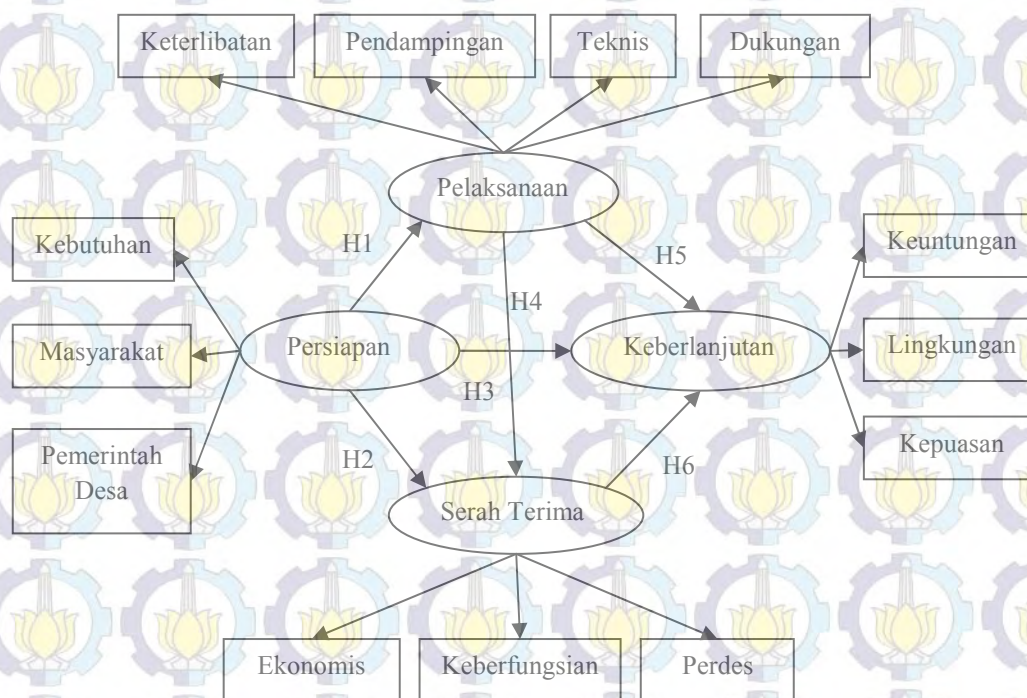 Keterlibatan
Pendampingan
Teknis
Dukungan
Pelaksanaan
Kebutuhan
Keuntungan
H1
H5
H4
Masyarakat
Persiapan
Keberlanjutan
Lingkungan
H3
Pemerintah
Desa
H2
H6
Kepuasan
Serah Terima
Ekonomis
Keberfungsian
Perdes